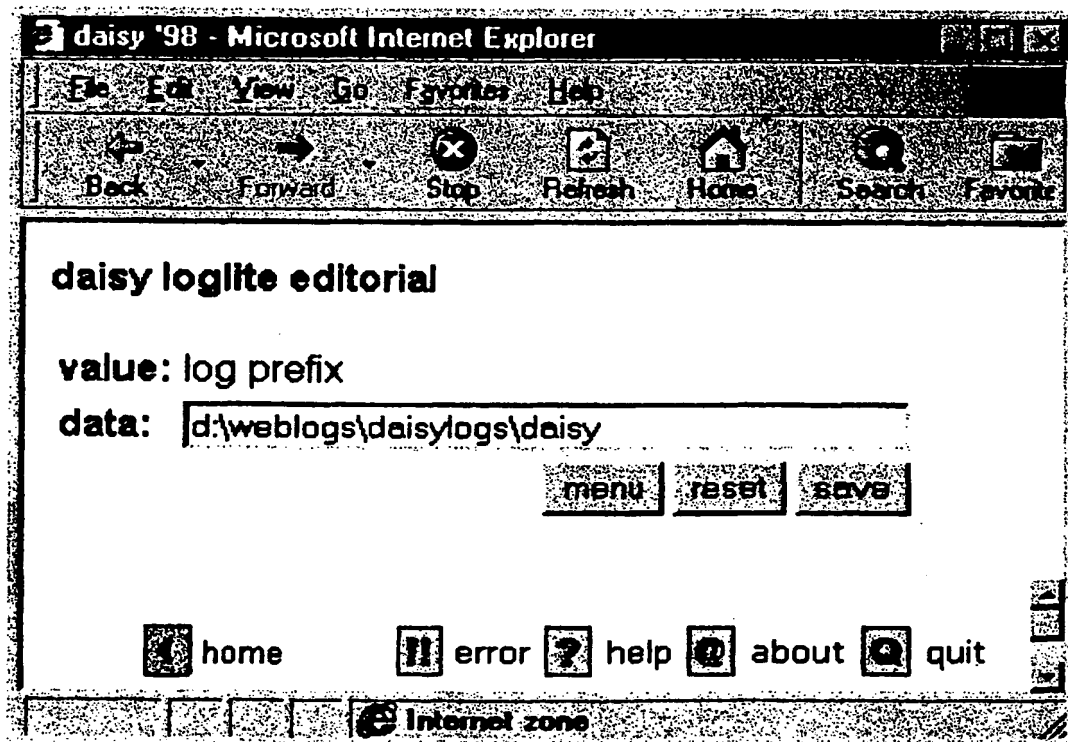 daisy '98 - Microsoft Internet Explorer
File Edit View Go Favorites Help
Back Forward Stop Refresh Home Search Favorite
daisy loglite editorial
value: log prefix
data: d:\weblogs\daisylogs\daisy
menu reset save
home !! error ? help @ about quit
Internet zone